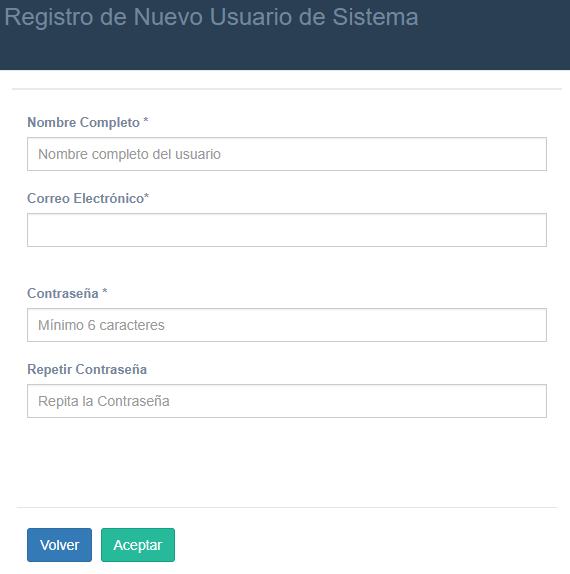 Registro de Nuevo Usuario de Sistema
Nombre Completo *
Nombre completo del usuario
Correo Electrónico*
Contraseña *
Mínimo 6 caracteres
Repetir Contraseña
Repita la Contraseña
Volver Aceptar